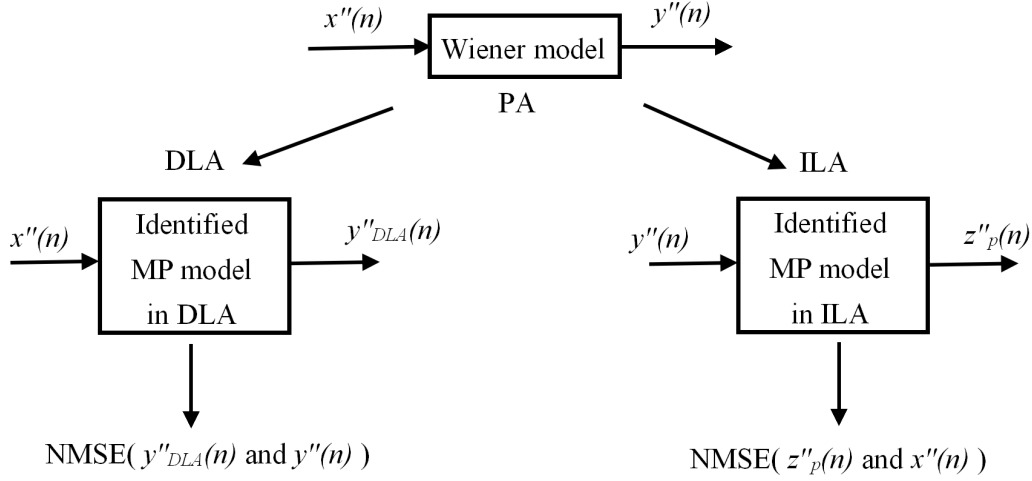 x''(n)
y''(n)
Wiener model
PA
DLA
ILA
x''(n)
Identified
MP model
in DLA
y''DLA(n)
y''(n)
Identified
MP model
in ILA
z''p(n)
NMSE( y''DLA(n) and y''(n) )
NMSE( z''p(n) and x''(n) )